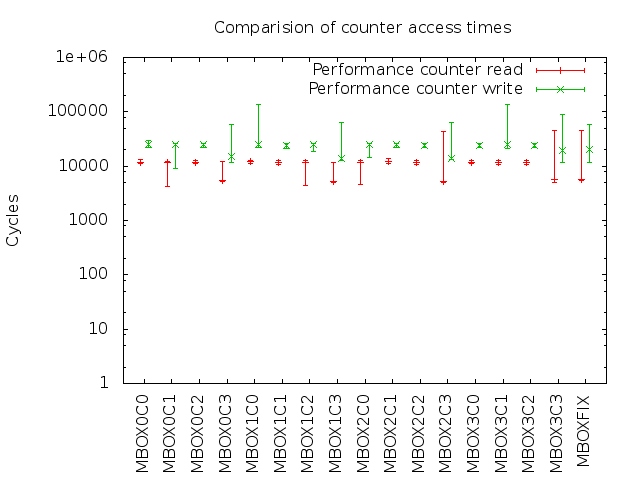 Comparision of counter access times
Performance counter read
Performance counter write
1e+06
100000
10000
1000
100
10
1
Cycles
MBOX0C0
MBOX0C1
MBOX0C2
MBOX0C3
MBOX1C0
MBOX1C1
MBOX1C2
MBOX1C3
MBOX2C0
MBOX2C1
MBOX2C2
MBOX2C3
MBOX3C0
MBOX3C1
MBOX3C2
MBOX3C3
MBOXFIX